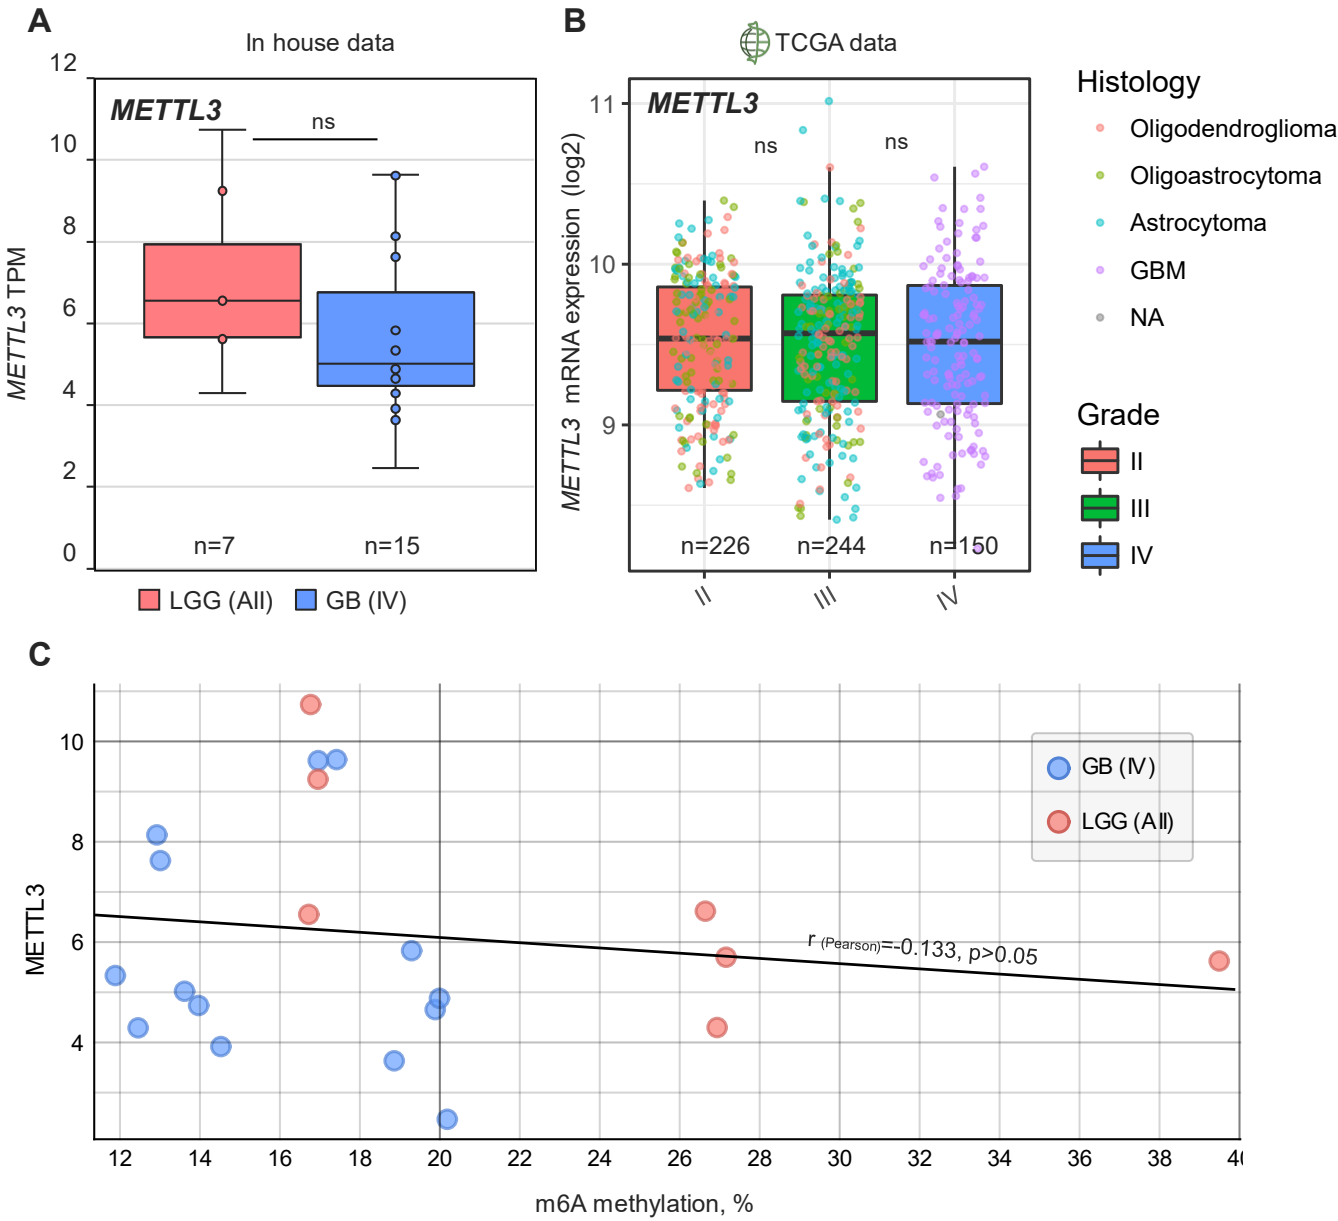 A
In house data
12
10
8
6
4
2
0
METTL3 TPM
METTL3
ns
n=7
n=15
LGG (AII)
GB (IV)
B
TCGA data
11
10
9
METTL3 mRNA expression (log2)
METTL3
ns
ns
n=226
n=244
n=150
II
III
IV
Histology
Oligodendroglioma
Oligoastrocytoma
Astrocytoma
GBM
NA
Grade
II
III
IV
C
10
8
6
4
METTL3
GB (IV)
LGG (AII)
r (Pearson)=-0.133, p>0.05
12 14 16 18 20 22 24 26 28 30 32 34 36 38 40
m6A methylation, %